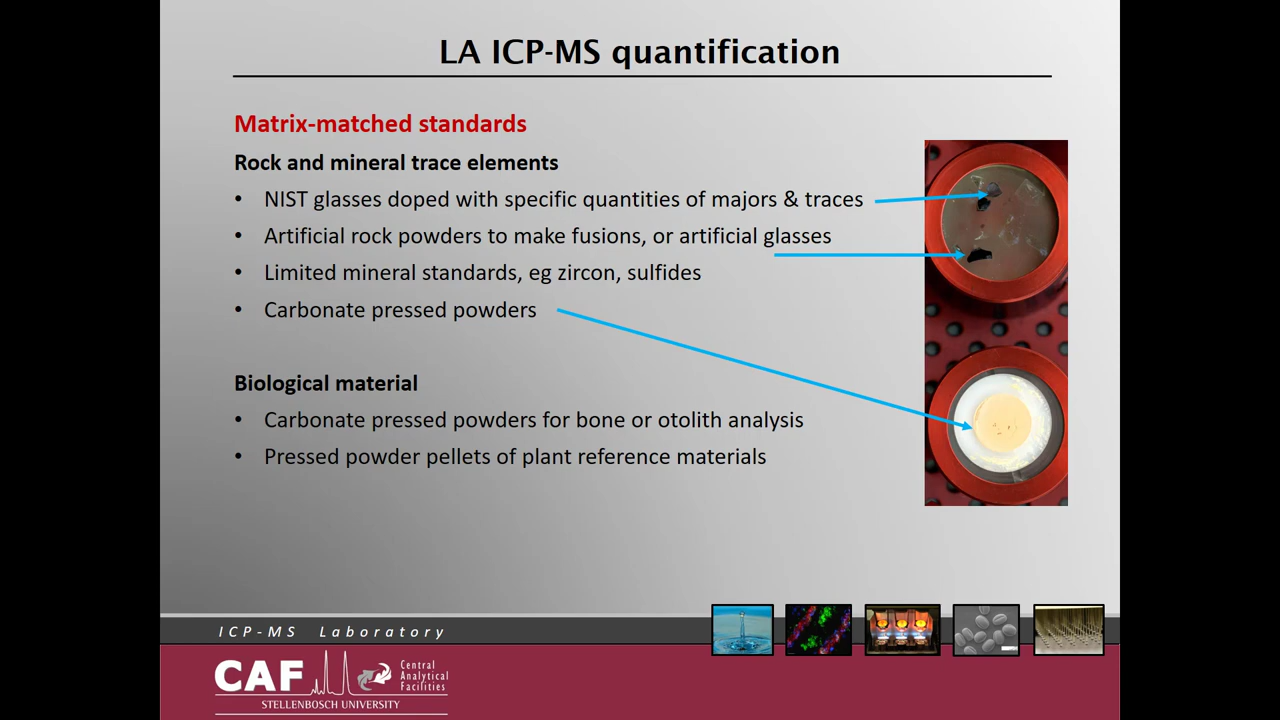 LA ICP-MS quantification
Matrix-matched standards
Rock and mineral trace elements
• NIST glasses doped with specific quantities of majors & traces
• Artificial rock powders to make fusions, or artificial glasses
• Limited mineral standards, eg zircon, sulfides
• Carbonate pressed powders
Biological material
• Carbonate pressed powders for bone or otolith analysis
• Pressed powder pellets of plant reference materials
ICP-MS Laboratory
CAF
Central
Analytical
Facilities
STELLENBOSCH UNIVERSITY